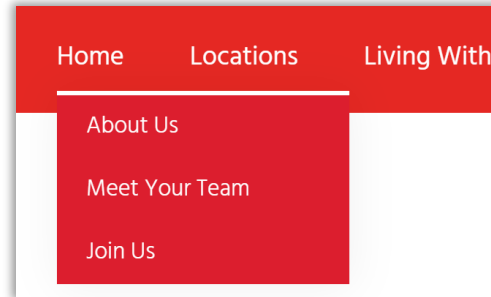 Home Locations Living With
About Us
Meet Your Team
Join Us